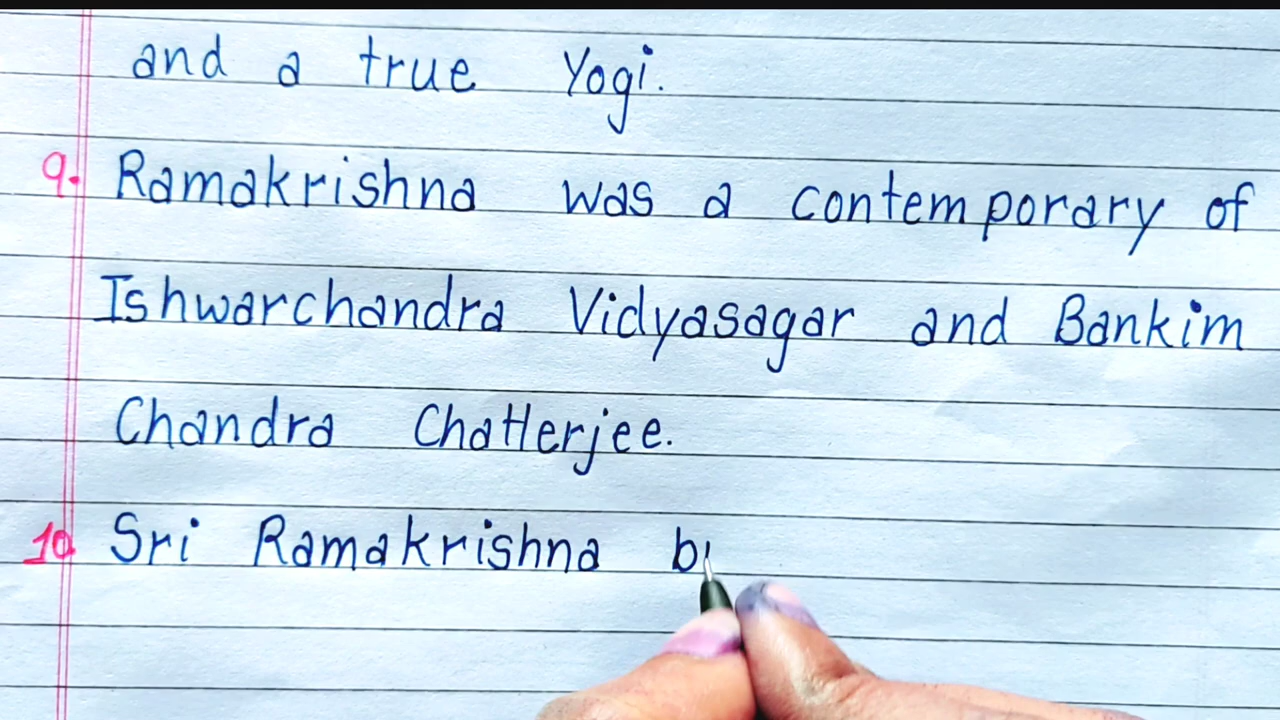 and a true Yogi.
9. Ramakrishna was a contemporary of
Ishwarchandra Vidyasagar and Bankim
Chandra Chatterjee.
10. Sri Ramakrishna